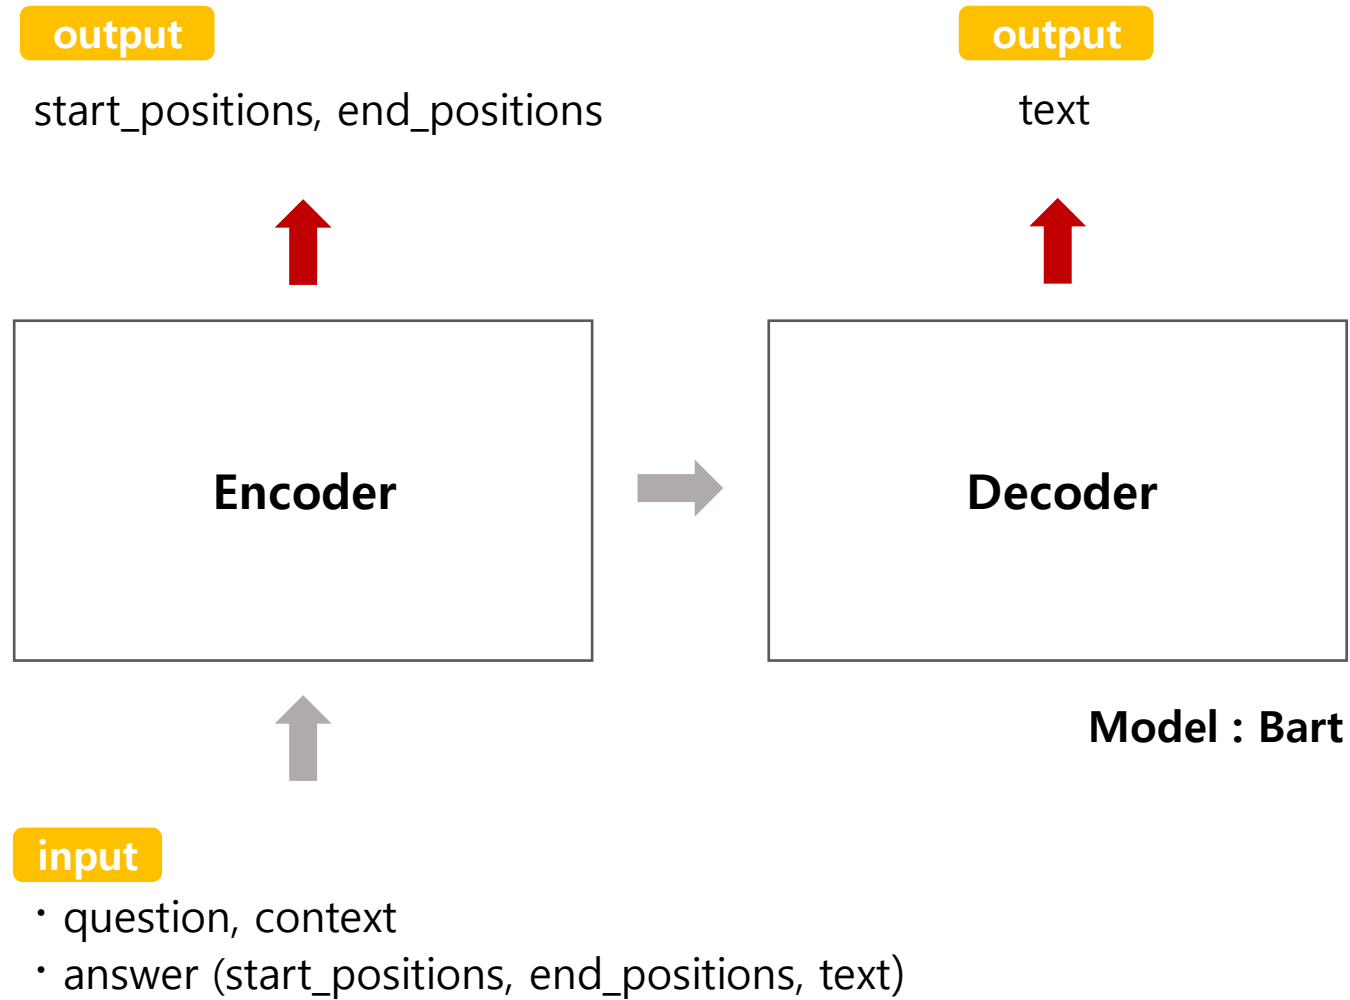 output
output
start_positions, end_positions
text
Encoder
Decoder
Model : Bart
input
· question, context
· answer (start_positions, end_positions, text)